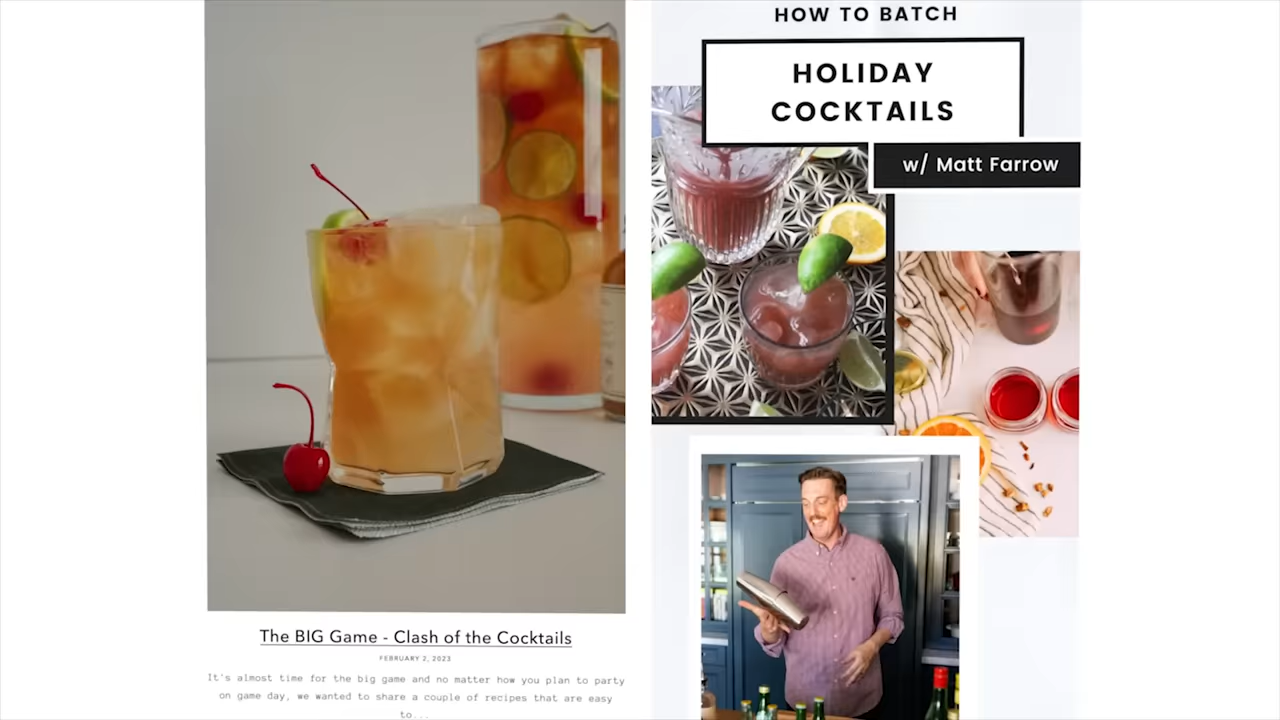 The BIG Game - Clash of the Cocktails
FEBRUARY 2, 2023
It's almost time for the big game and no matter how you plan to party
on game day, we wanted to share a couple of recipes that are easy
to...
HOW TO BATCH
HOLIDAY
COCKTAILS
w/ Matt Farrow